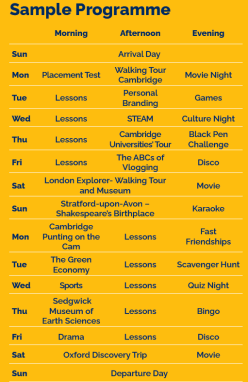 Sample Programme
Morning Afternoon Evening
Sun Arrival Day
Mon Placement Test Walking Tour Cambridge Movie Night
Tue Lessons Personal Branding Games
Wed Lessons STEAM Culture Night
Thu Lessons Cambridge Universities' Tour Black Pen Challenge
Fri Lessons The ABCs of Vlogging Disco
Sat London Explorer- Walking Tour and Museum Movie
Sun Stratford-upon-Avon – Shakespeare's Birthplace Karaoke
Mon Cambridge Punting on the Cam Lessons Fast Friendships
Tue The Green Economy Lessons Scavenger Hunt
Wed Sports Lessons Quiz Night
Thu Sedgwick Museum of Earth Sciences Lessons Bingo
Fri Drama Lessons Disco
Sat Oxford Discovery Trip Movie
Sun Departure Day